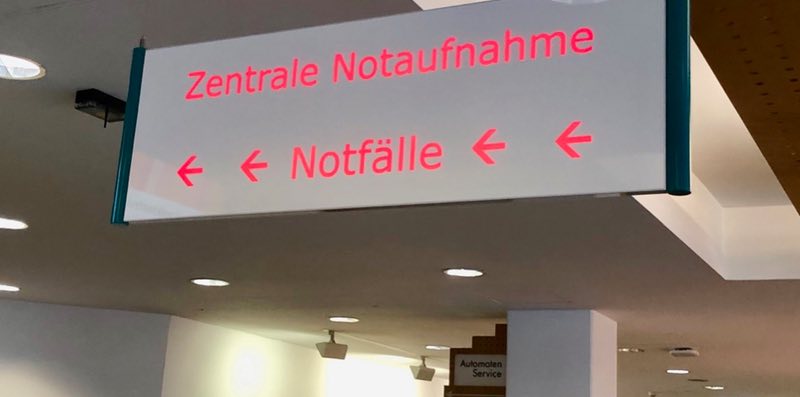 Zentrale Notaufnahme
← ← Notfälle ← ←
Automaten
Service